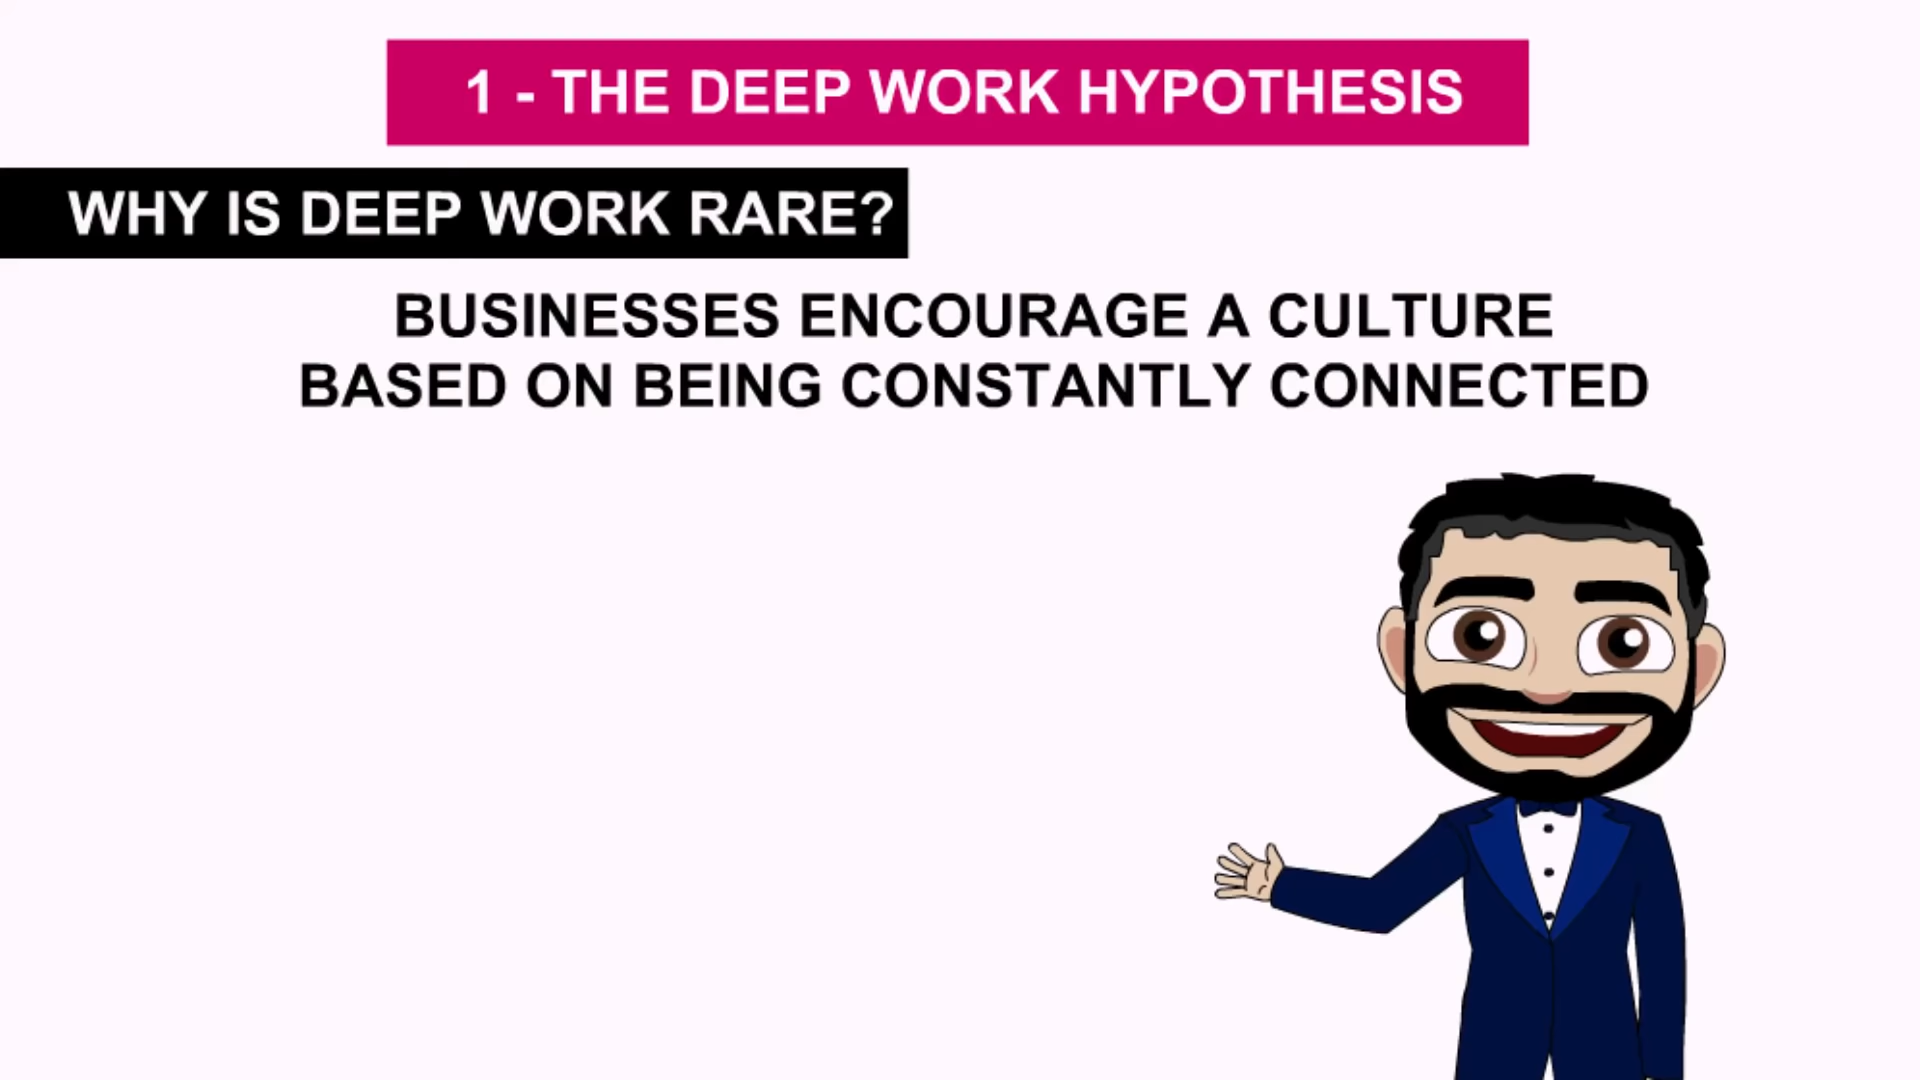 1 - THE DEEP WORK HYPOTHESIS
WHY IS DEEP WORK RARE?
BUSINESSES ENCOURAGE A CULTURE
BASED ON BEING CONSTANTLY CONNECTED